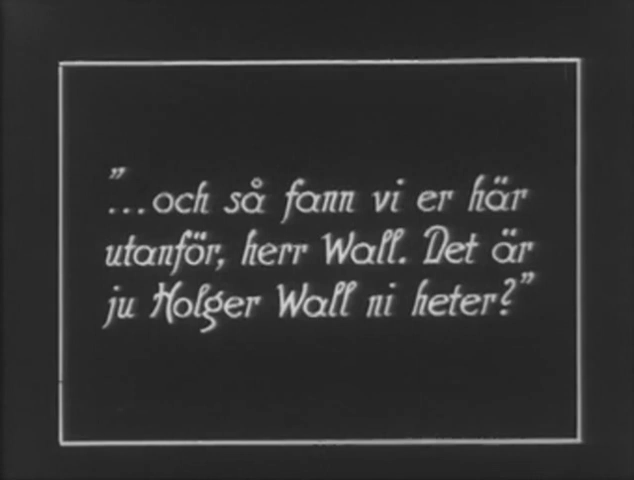 "...och så fann vi er här
utanför, herr Wall. Det är
ju Holger Wall ni heter?"